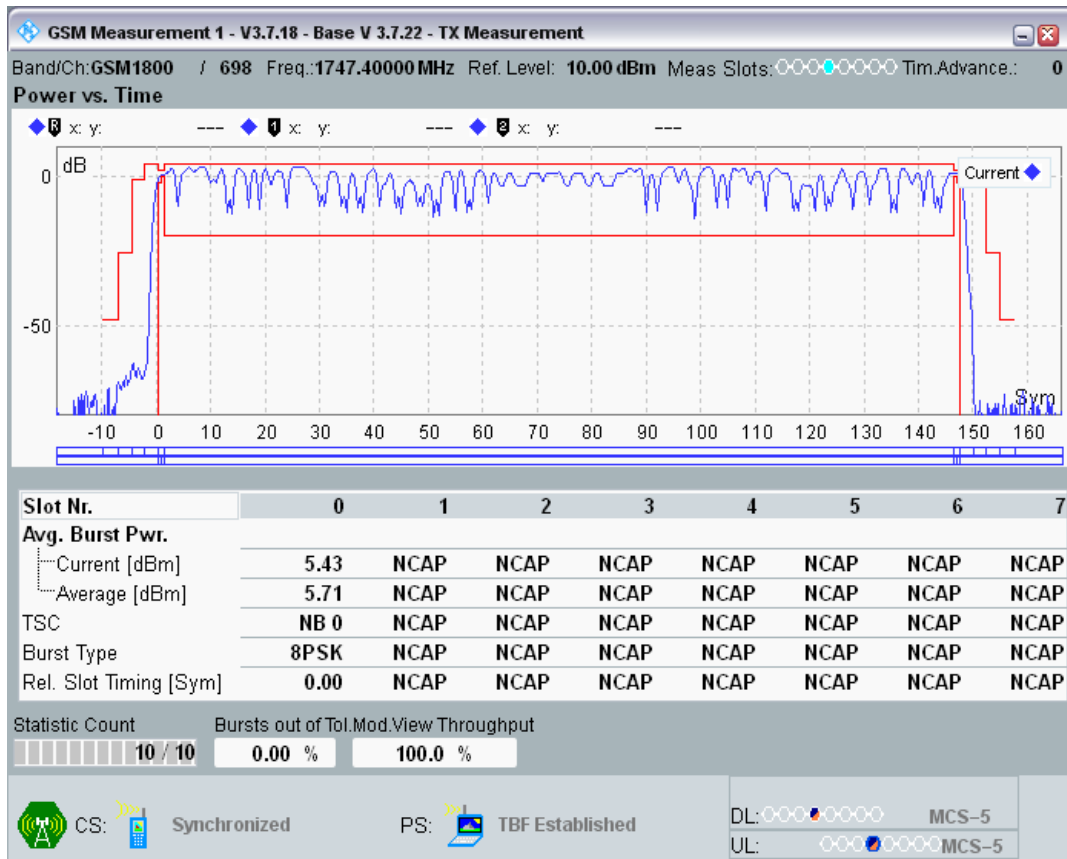 GSM Measurement 1 - V3.7.18 - Base V 3.7.22 - TX Measurement
Band/Ch:GSM1800 / 698 Freq.:1747.40000 MHz Ref. Level: 10.00 dBm Meas Slots: Tim.Advance.: 0
Power vs. Time
R x: y: --- 1 x: y: --- 2 x: y: ---
dB
Current
0
-50
Sym
-10 0 10 20 30 40 50 60 70 80 90 100 110 120 130 140 150 160
Slot Nr. 0 1 2 3 4 5 6 7
Avg. Burst Pwr.
Current [dBm] 5.43 NCAP NCAP NCAP NCAP NCAP NCAP NCAP
Average [dBm] 5.71 NCAP NCAP NCAP NCAP NCAP NCAP NCAP
TSC NB 0 NCAP NCAP NCAP NCAP NCAP NCAP NCAP
Burst Type 8PSK NCAP NCAP NCAP NCAP NCAP NCAP NCAP
Rel. Slot Timing [Sym] 0.00 NCAP NCAP NCAP NCAP NCAP NCAP NCAP
Statistic Count Bursts out of Tol.Mod.View Throughput
10 / 10 0.00 % 100.0 %
CS: Synchronized PS: TBF Established
DL: MCS-5
UL: MCS-5